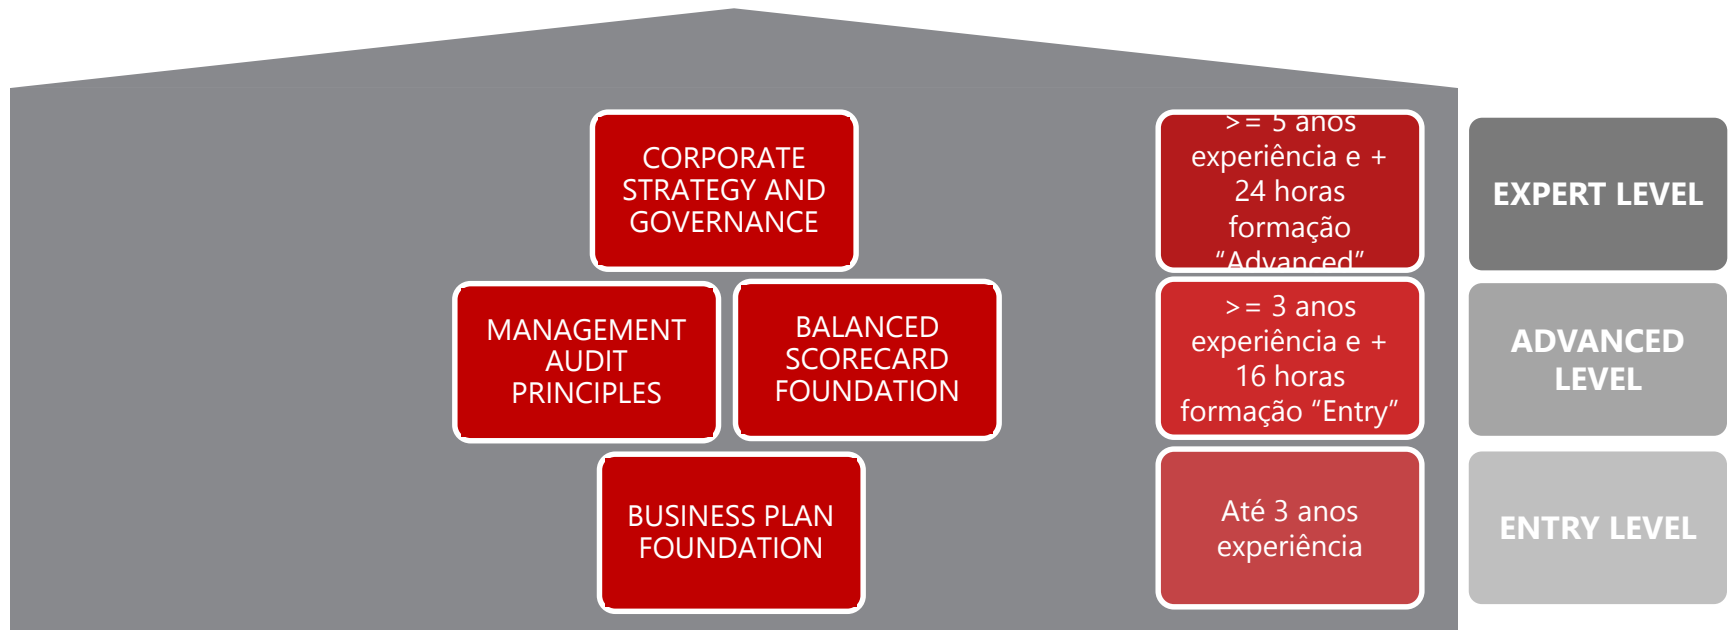 CORPORATE
STRATEGY AND
GOVERNANCE
>= 5 anos
experiência e +
24 horas
formação
“Advanced”
EXPERT LEVEL
MANAGEMENT
AUDIT
PRINCIPLES
BALANCED
SCORECARD
FOUNDATION
>= 3 anos
experiência e +
16 horas
formação “Entry”
ADVANCED
LEVEL
BUSINESS PLAN
FOUNDATION
Até 3 anos
experiência
ENTRY LEVEL